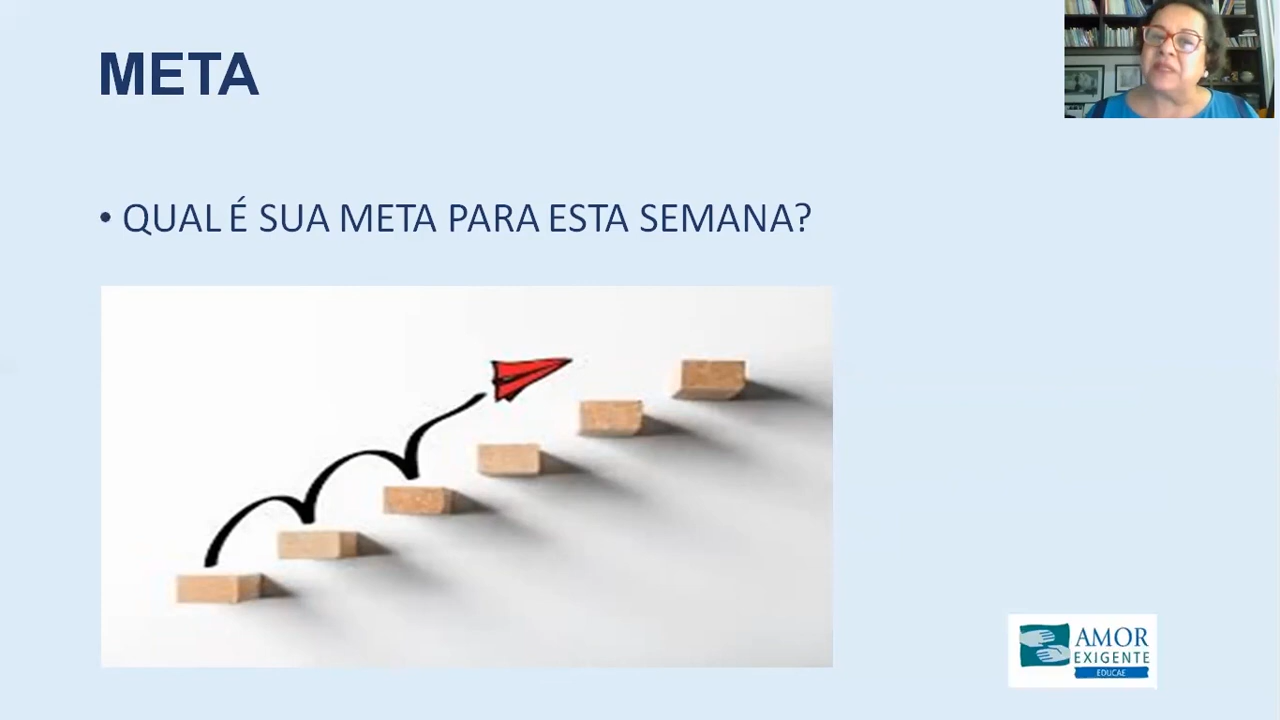 META
• QUAL É SUA META PARA ESTA SEMANA?
AMOR
EXIGENTE
EDUCAE